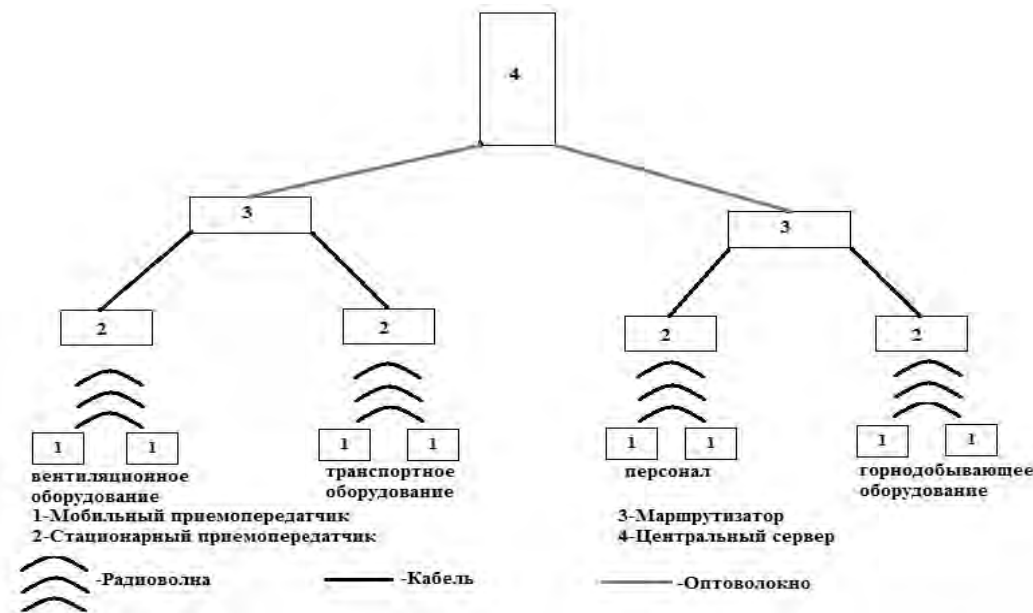 4
3
3
2
2
2
2
1
1
1
1
1
1
1
1
вентиляционное
оборудование
транспортное
оборудование
персонал
горнодобывающее
оборудование
1-Мобильный приемопередатчик
2-Стационарный приемопередатчик
3-Маршрутизатор
4-Центральный сервер
-Радиоволна
-Кабель
-Оптоволокно